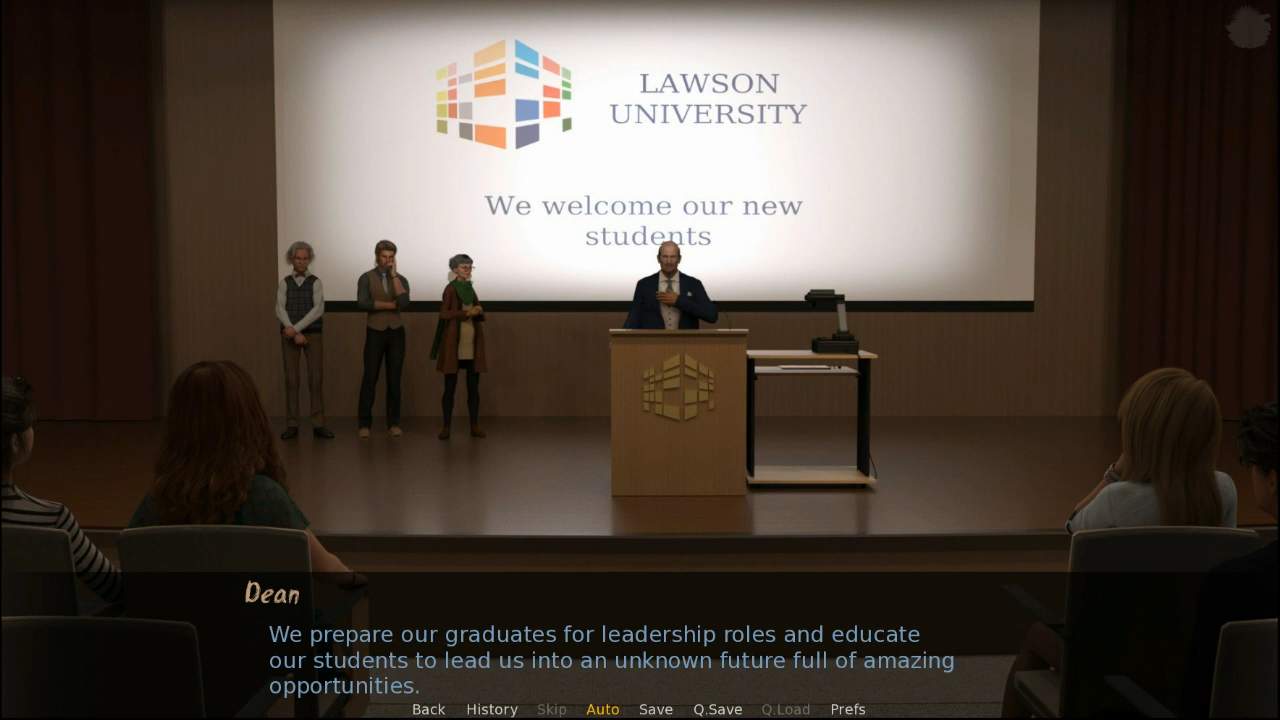 LAWSON
UNIVERSITY
We welcome our new
students
Dean
We prepare our graduates for leadership roles and educate
our students to lead us into an unknown future full of amazing
opportunities.
Back History Skip Auto Save Q.Save Q.Load Prefs